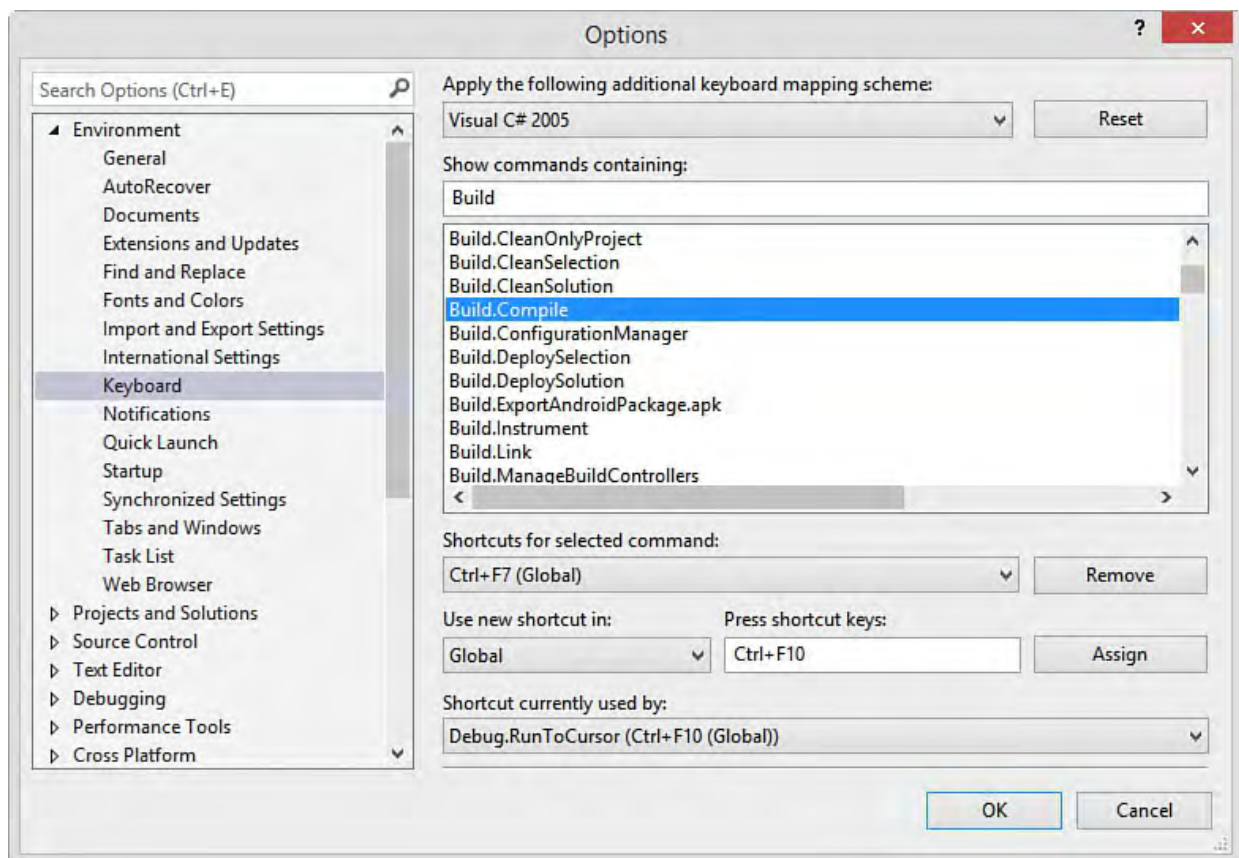 Options
?
Search Options (Ctrl+E)
Environment
General
AutoRecover
Documents
Extensions and Updates
Find and Replace
Fonts and Colors
Import and Export Settings
International Settings
Keyboard
Notifications
Quick Launch
Startup
Synchronized Settings
Tabs and Windows
Task List
Web Browser
Projects and Solutions
Source Control
Text Editor
Debugging
Performance Tools
Cross Platform
Apply the following additional keyboard mapping scheme:
Visual C# 2005
Reset
Show commands containing:
Build
Build.CleanOnlyProject
Build.CleanSelection
Build.CleanSolution
Build.Compile
Build.ConfigurationManager
Build.DeploySelection
Build.DeploySolution
Build.ExportAndroidPackage.apk
Build.Instrument
Build.Link
Build.ManageBuildControllers
Shortcuts for selected command:
Ctrl+F7 (Global)
Remove
Use new shortcut in:
Press shortcut keys:
Global
Ctrl+F10
Assign
Shortcut currently used by:
Debug.RunToCursor (Ctrl+F10 (Global))
OK
Cancel